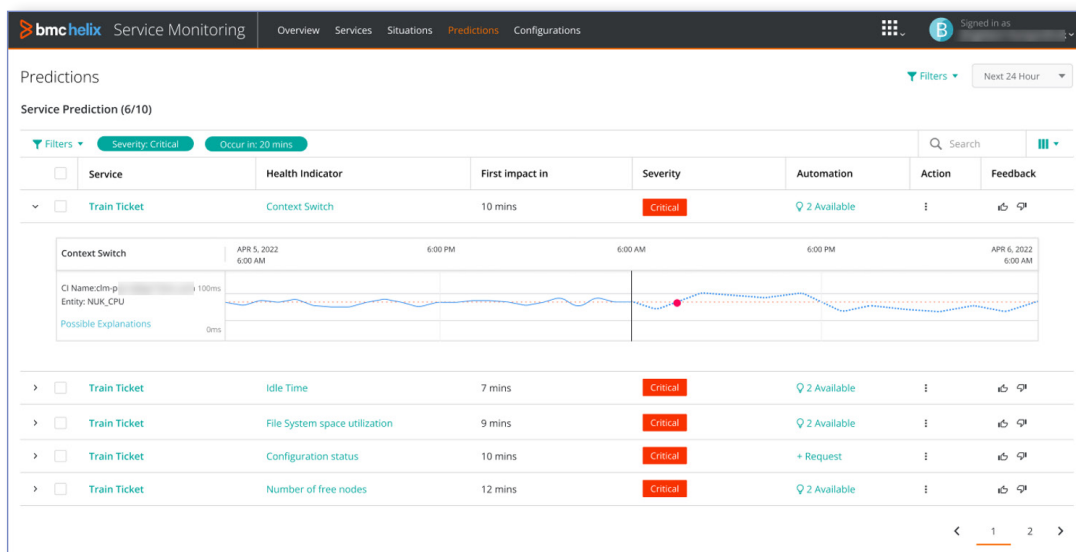 bmc helix Service Monitoring Overview Services Situations Predictions Configurations B Signed in as
Predictions Filters Next 24 Hour
Service Prediction (6/10)
Filters Severity: Critical Occur in: 20 mins Search
Service Health Indicator First impact in Severity Automation Action Feedback
Train Ticket Context Switch 10 mins Critical 2 Available
Context Switch APR 5, 2022 6:00 PM 6:00 AM 6:00 PM APR 6, 2022
6:00 AM 6:00 AM
CI Name:clm-p 100ms
Entity: NUK_CPU
Possible Explanations
0ms
Train Ticket Idle Time 7 mins Critical 2 Available
Train Ticket File System space utilization 9 mins Critical 2 Available
Train Ticket Configuration status 10 mins Critical + Request
Train Ticket Number of free nodes 12 mins Critical 2 Available
1 2